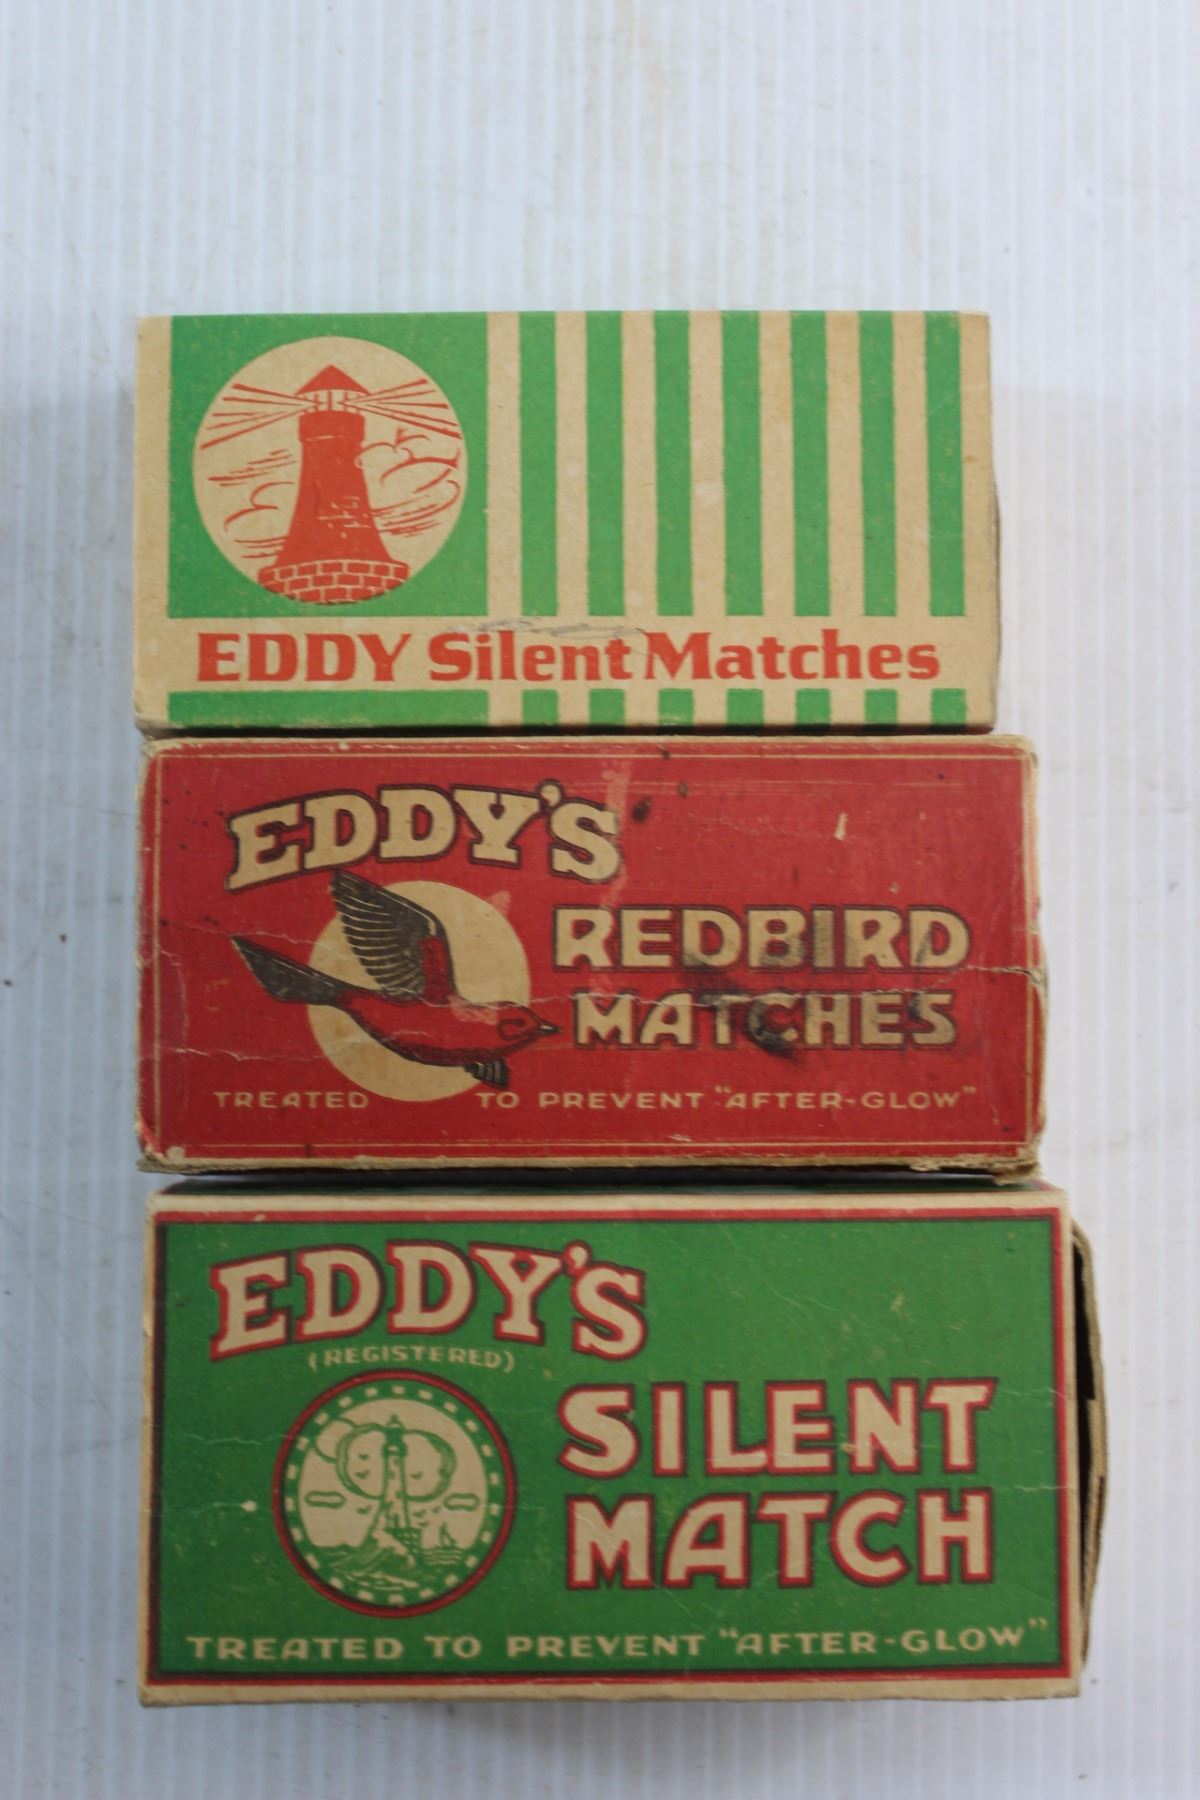 EDDY Silent Matches
EDDY'S
REDBIRD
MATCHES
TREATED TO PREVENT "AFTER-GLOW"
EDDY'S
(REGISTERED)
SILENT
MATCH
TREATED TO PREVENT "AFTER-GLOW"